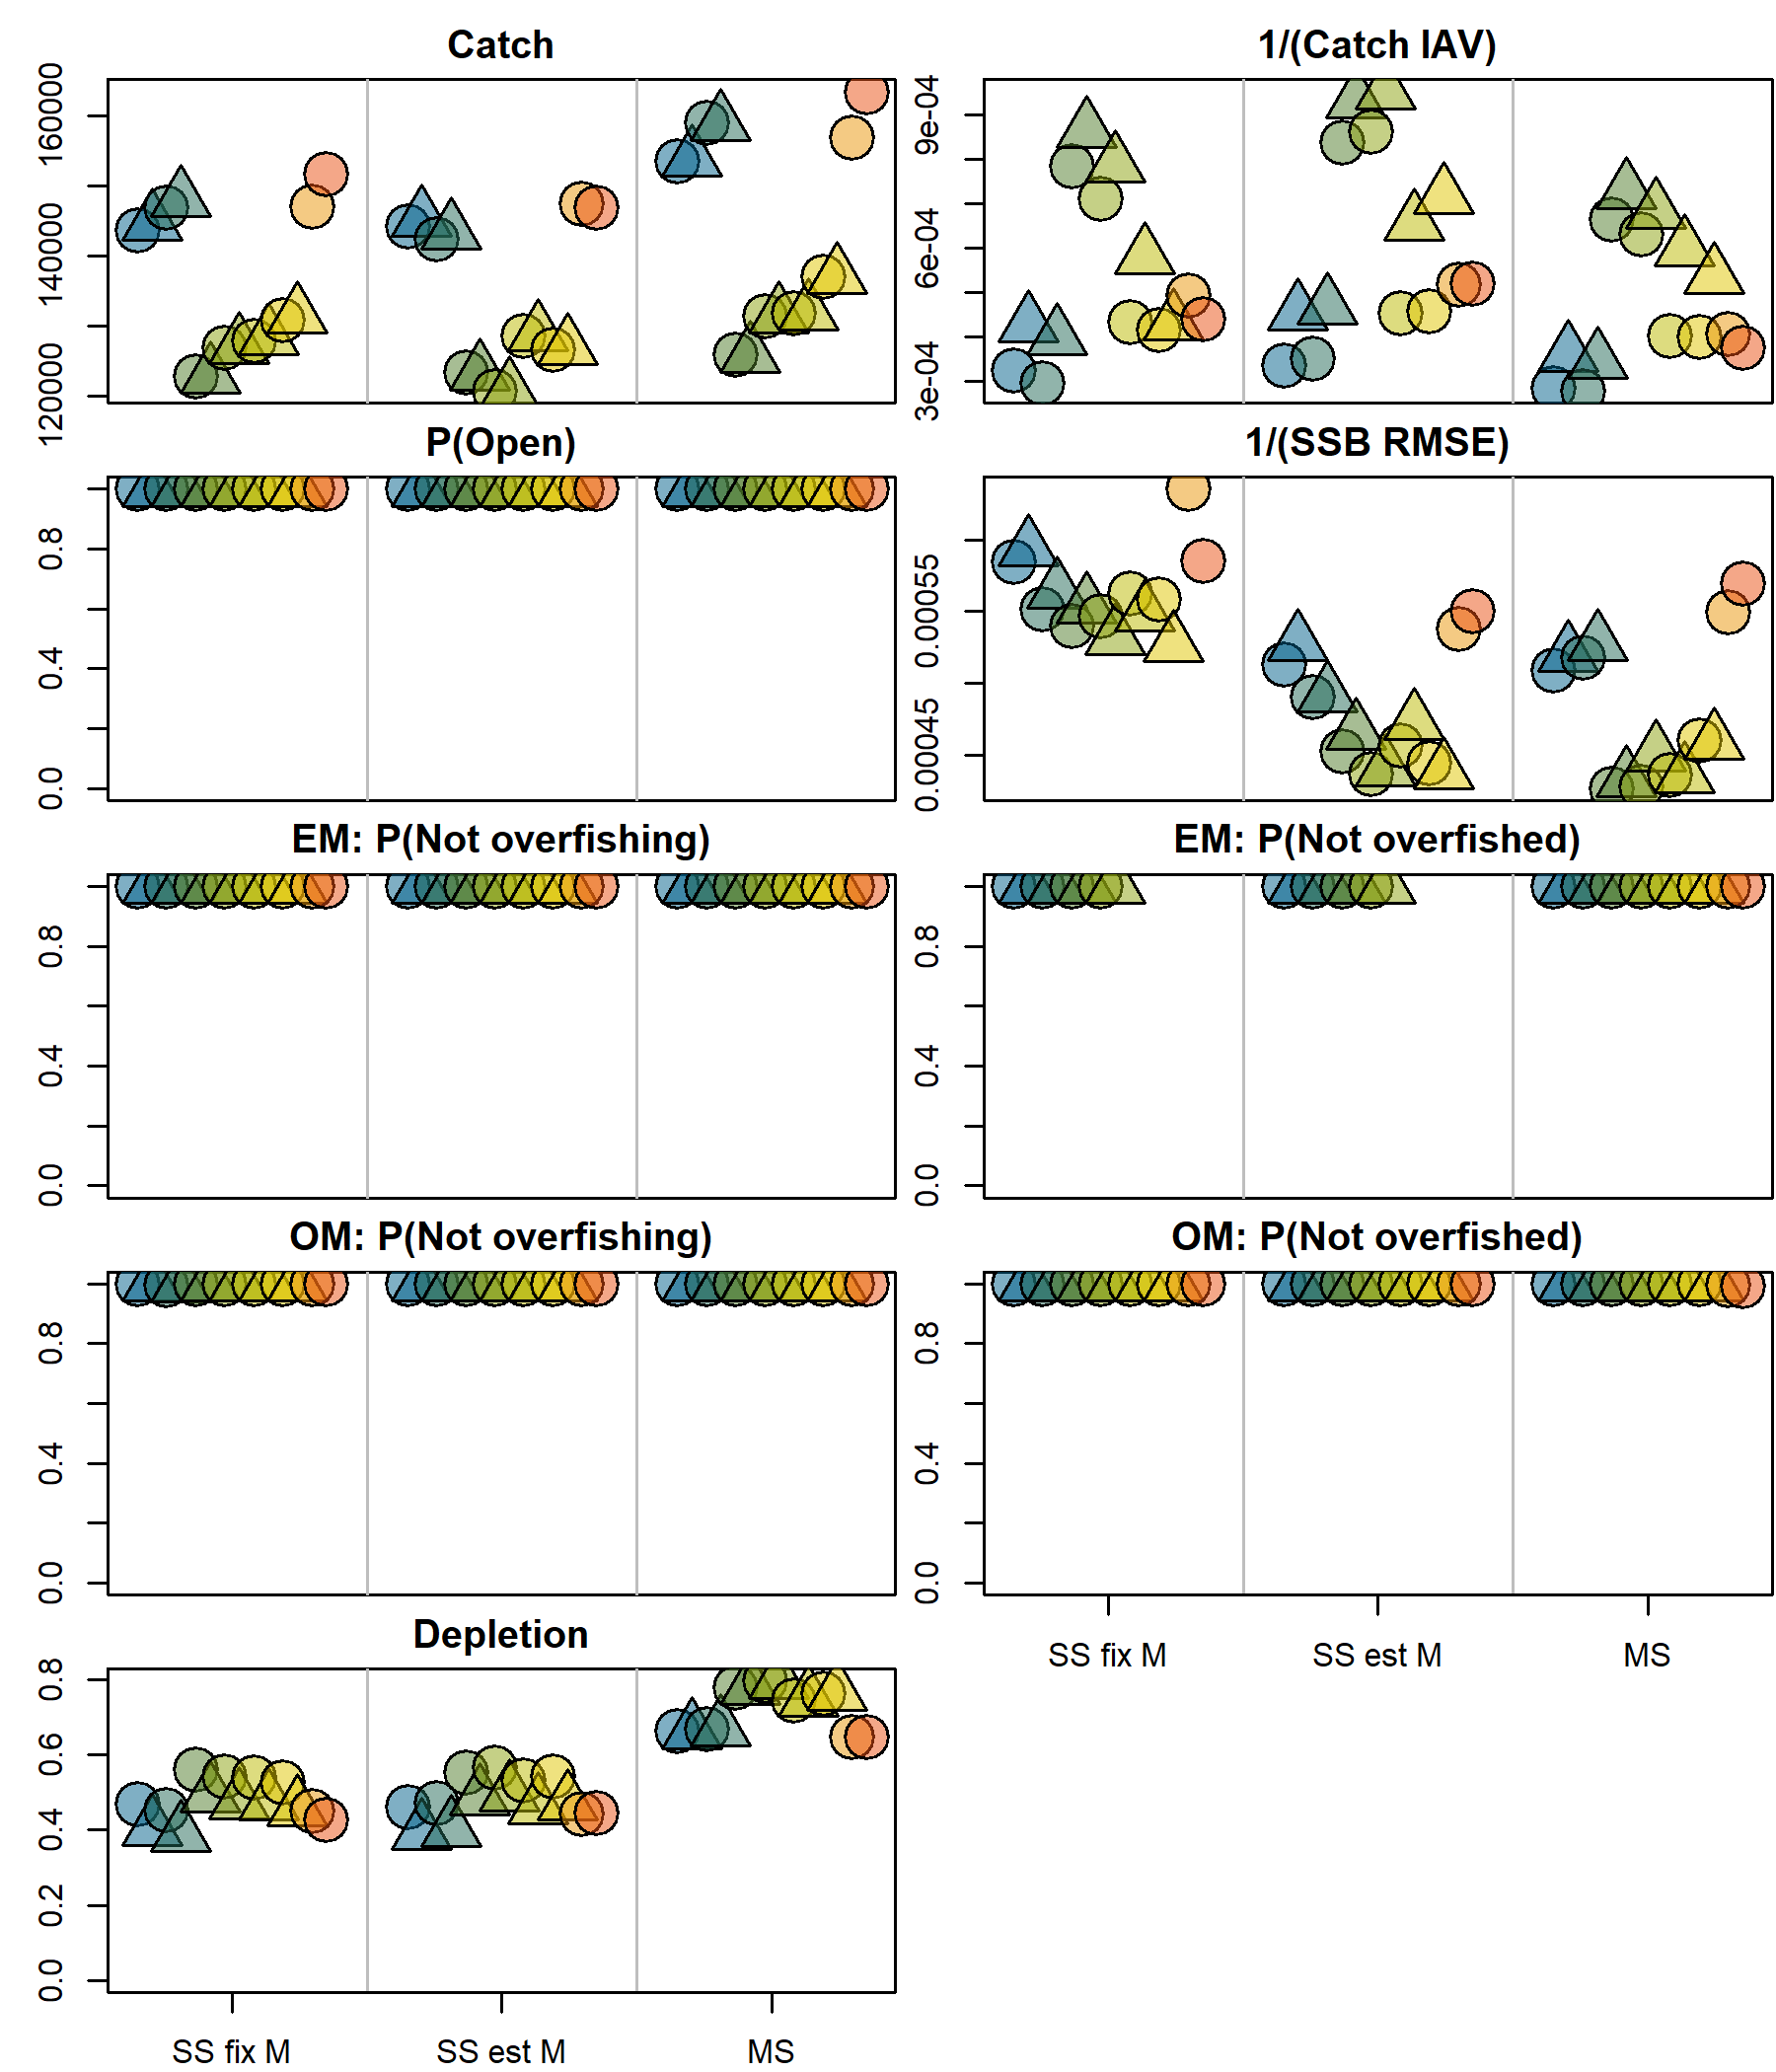 Catch
1/(Catch IAV)
160000
140000
120000
9e-04
6e-04
3e-04
P(Open)
1/(SSB RMSE)
0.8
0.4
0.0
0.00055
0.00045
EM: P(Not overfishing)
EM: P(Not overfished)
0.8
0.4
0.0
0.8
0.4
0.0
OM: P(Not overfishing)
OM: P(Not overfished)
0.8
0.4
0.0
0.8
0.4
0.0
SS fix M
SS est M
MS
Depletion
0.8
0.6
0.4
0.2
0.0
SS fix M
SS est M
MS